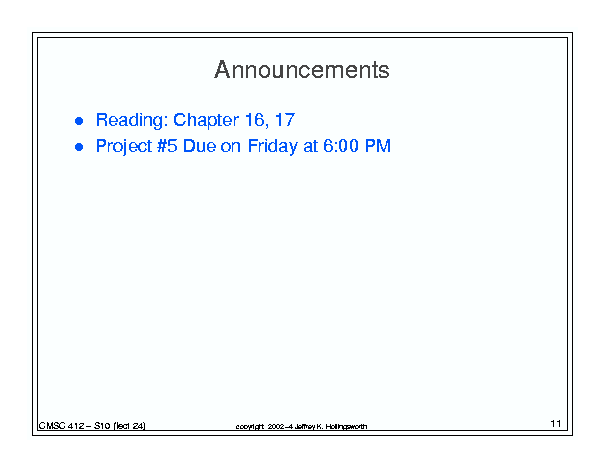 Announcements
● Reading: Chapter 16, 17
● Project #5 Due on Friday at 6:00 PM
CMSC 412 – S10 (lect 24)
copyright 2002-4 Jeffrey K. Hollingsworth
11